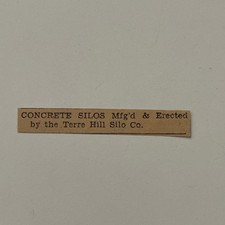 CONCRETE SILOS Mfg'd & Erected
by the Terre Hill Silo Co.